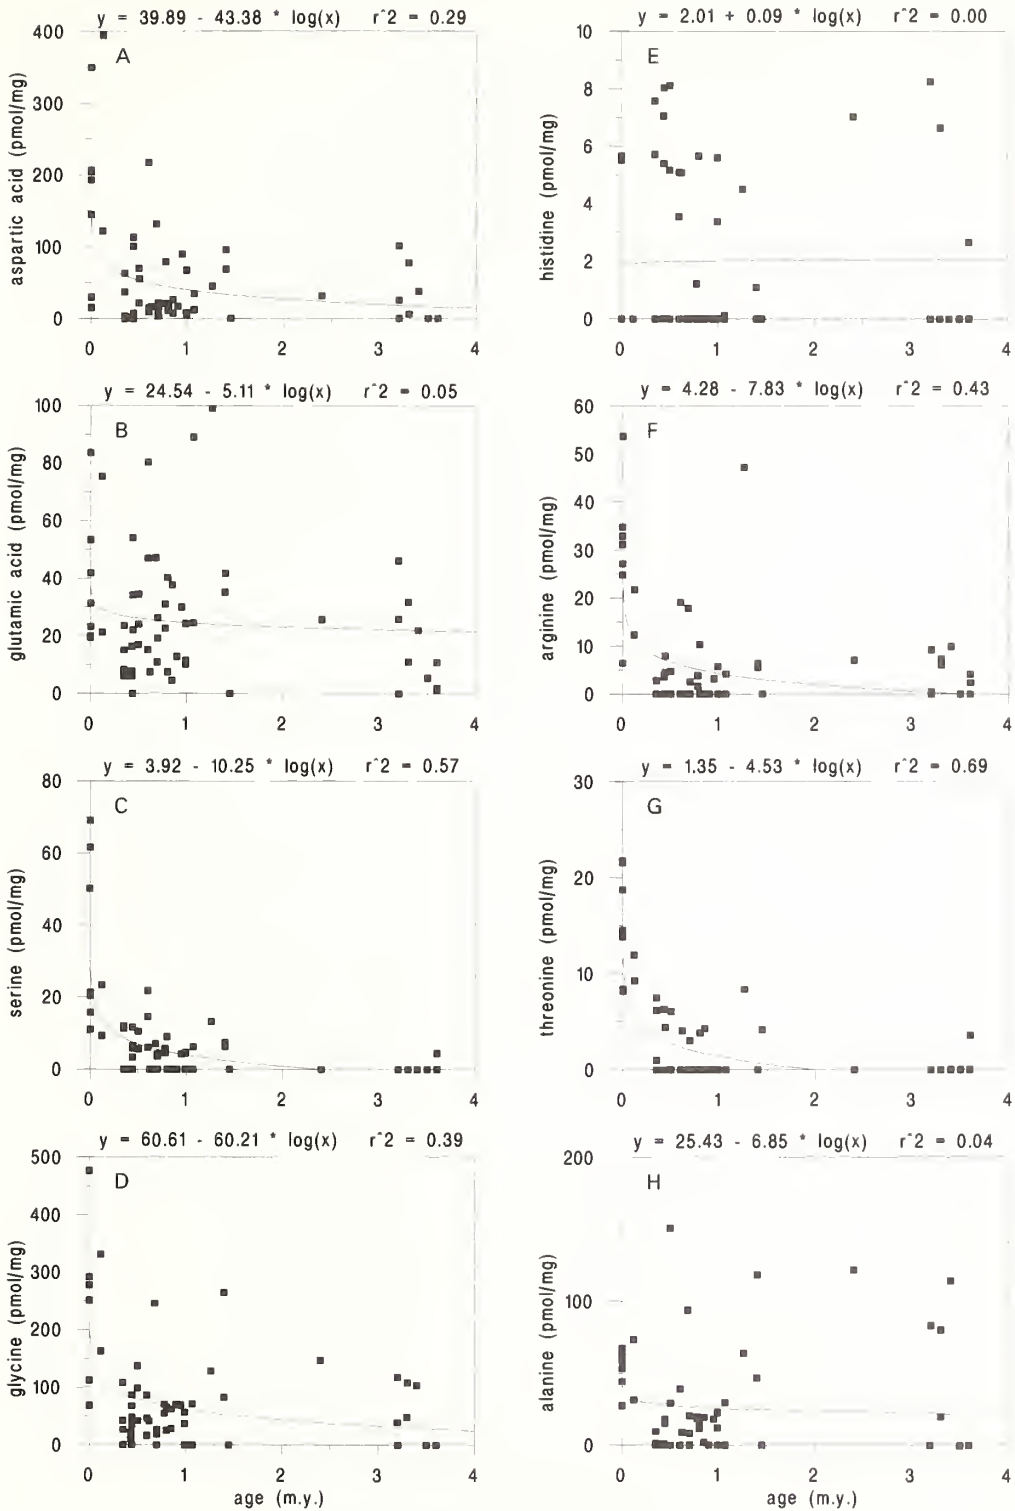 y = 39.89 - 43.38 * log(x) r^2 = 0.29
A
aspartic acid (pmol/mg)
400
300
200
100
0
0 1 2 3 4
y = 2.01 + 0.09 * log(x) r^2 = 0.00
E
histidine (pmol/mg)
10
8
6
4
2
0
0 1 2 3 4
y = 24.54 - 5.11 * log(x) r^2 = 0.05
B
glutamic acid (pmol/mg)
100
80
60
40
20
0
0 1 2 3 4
y = 4.28 - 7.83 * log(x) r^2 = 0.43
F
arginine (pmol/mg)
60
50
40
30
20
10
0
0 1 2 3 4
y = 3.92 - 10.25 * log(x) r^2 = 0.57
C
serine (pmol/mg)
80
60
40
20
0
0 1 2 3 4
y = 1.35 - 4.53 * log(x) r^2 = 0.69
G
threonine (pmol/mg)
30
20
10
0
0 1 2 3 4
y = 60.61 - 60.21 * log(x) r^2 = 0.39
D
glycine (pmol/mg)
500
400
300
200
100
0
0 1 2 3 4
age (m.y.)
y = 25.43 - 6.85 * log(x) r^2 = 0.04
H
alanine (pmol/mg)
200
100
0
0 1 2 3 4
age (m.y.)